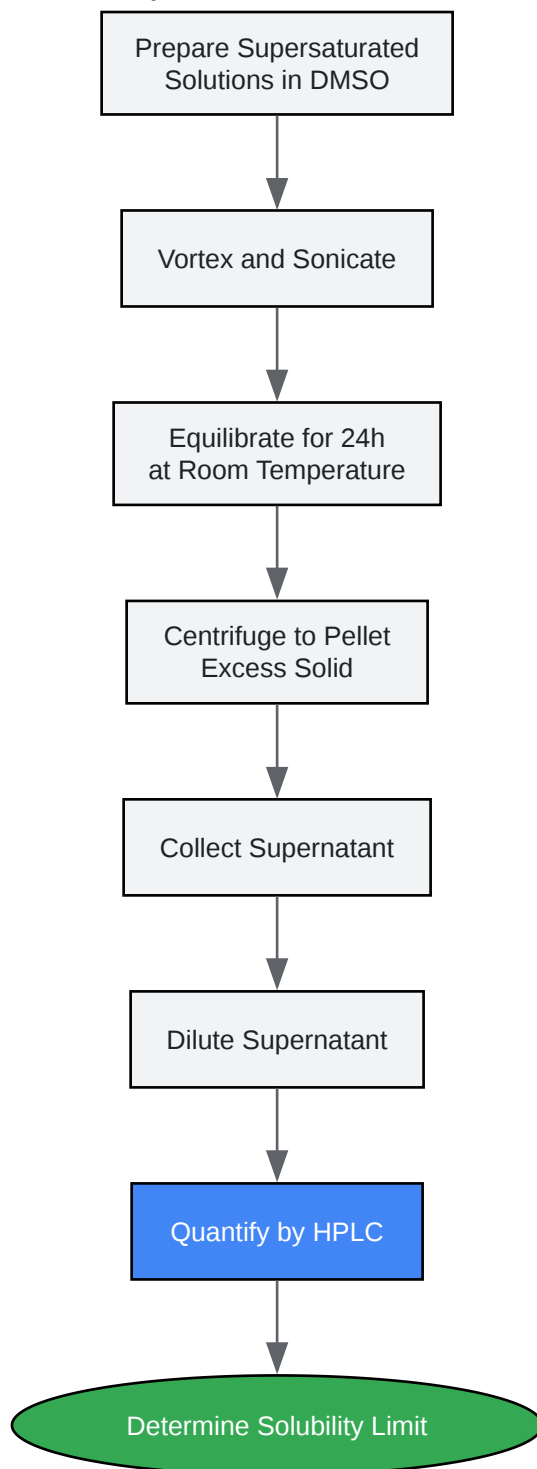 Prepare Supersaturated
Solutions in DMSO
Vortex and Sonicate
Equilibrate for 24h
at Room Temperature
Centrifuge to Pellet
Excess Solid
Collect Supernatant
Dilute Supernatant
Quantify by HPLC
Determine Solubility Limit